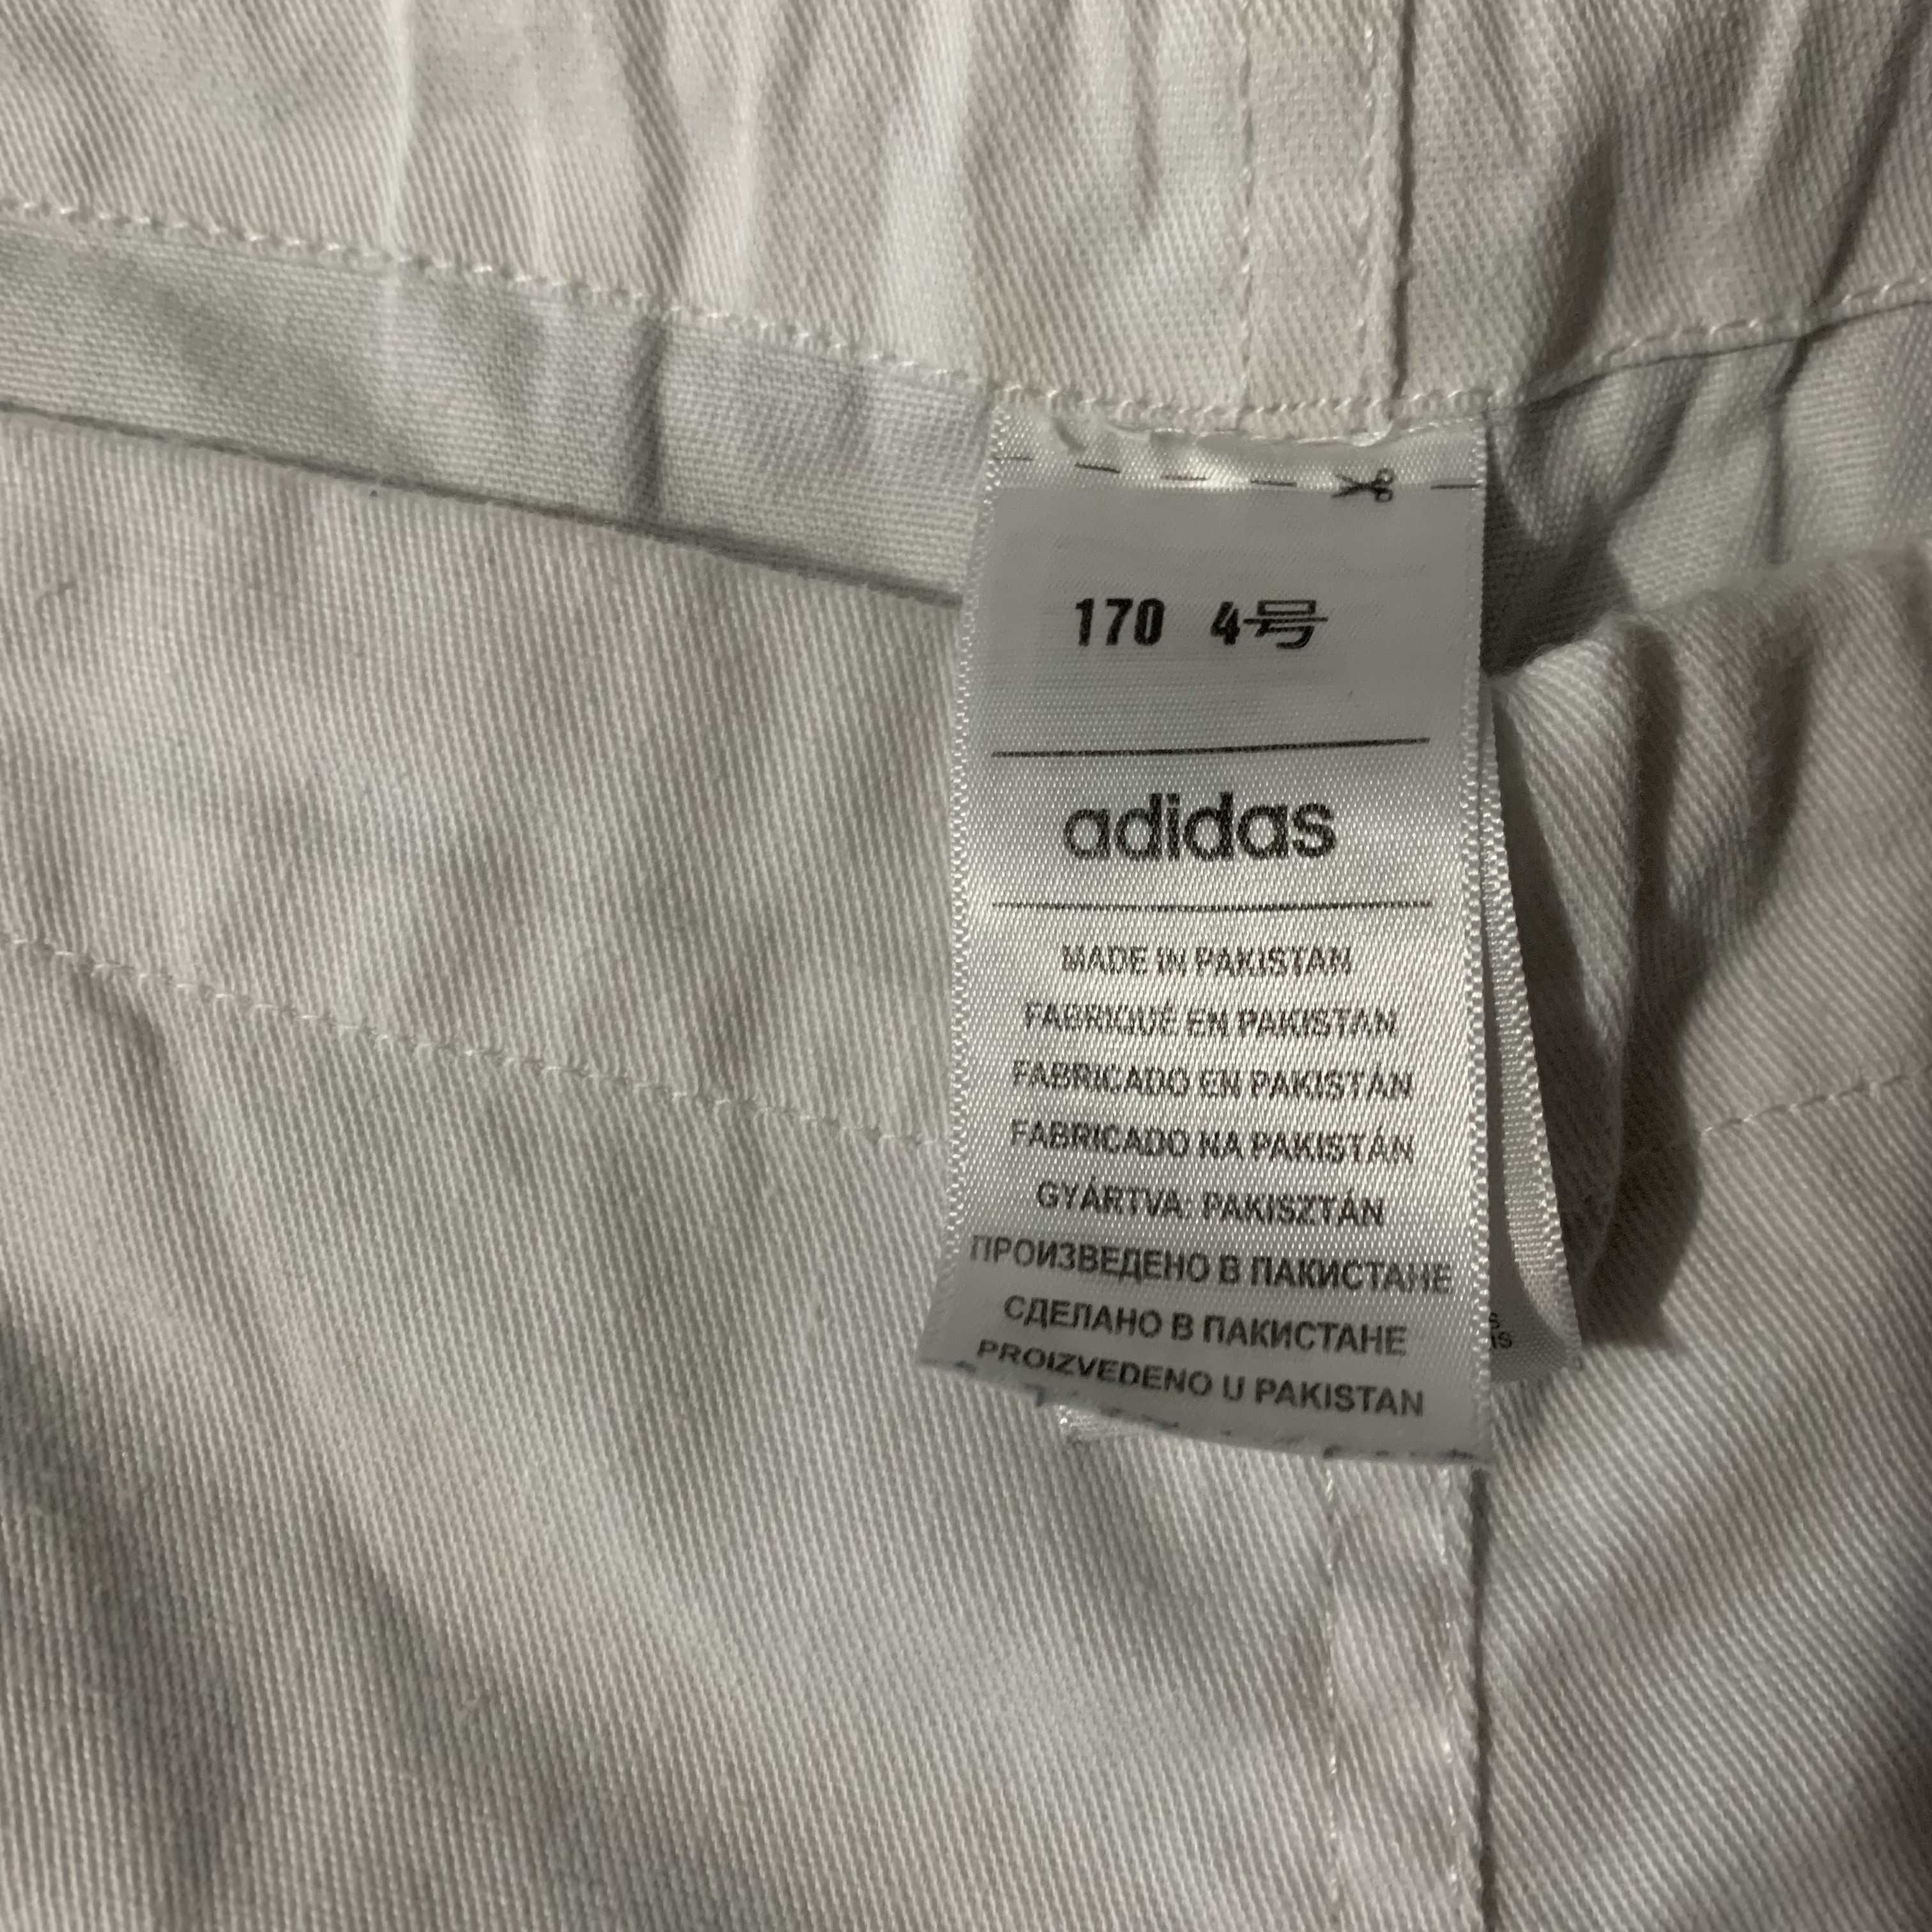 170 4号
adidas
MADE IN PAKISTAN
FABRIQUÉ EN PAKISTAN
FABRICADO EN PAKISTÁN
FABRICADO NA PAKISTÁN
GYÁRTVA: PAKISZTÁN
ПРОИЗВЕДЕНО В ПАКИСТАНЕ
СДЕЛАНО В ПАКИСТАНЕ
PROIZVEDENO U PAKISTAN